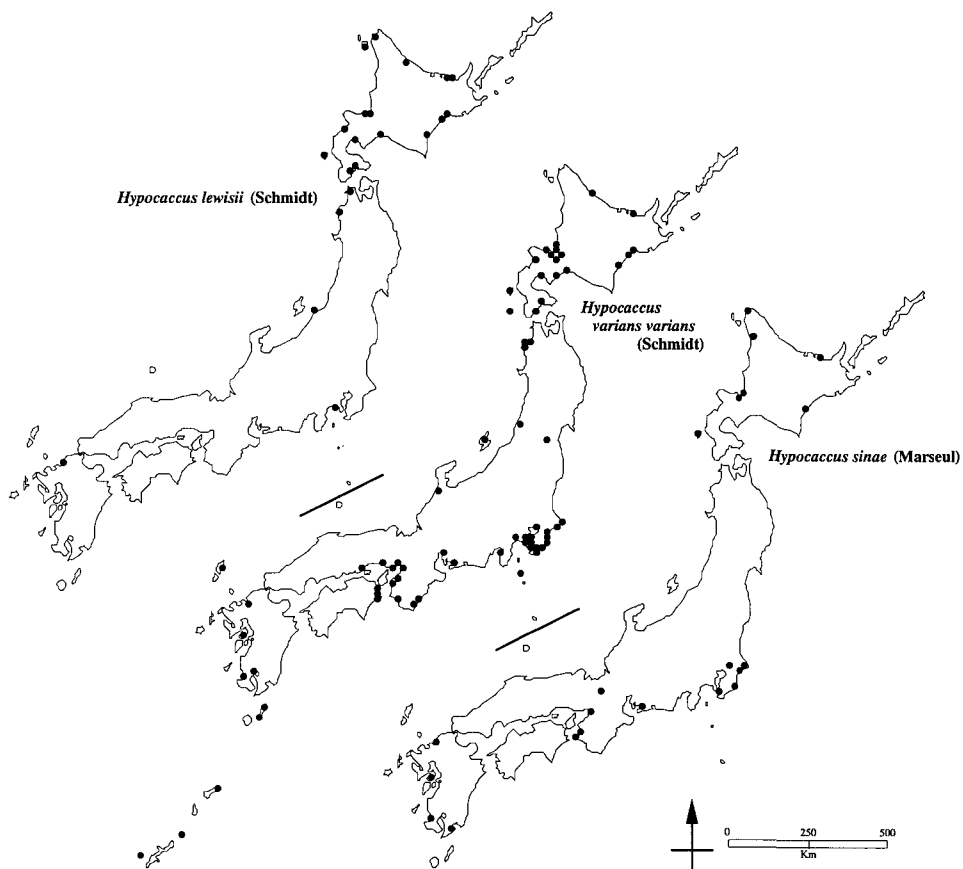 Hypocaccus lewisii (Schmidt)
Hypocaccus
varians varians
(Schmidt)
Hypocaccus sinae (Marseul)
0 250 500
Km